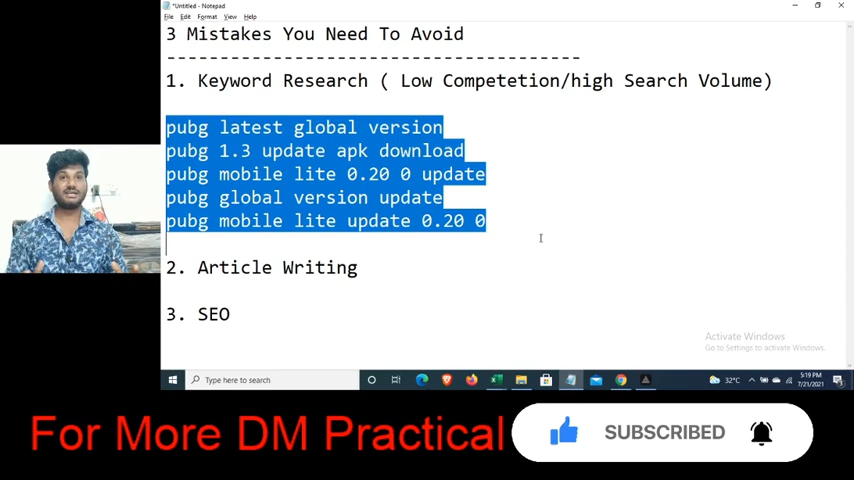 *Untitled - Notepad
File Edit Format View Help
3 Mistakes You Need To Avoid
---------------------------------------
1. Keyword Research ( Low Competetion/high Search Volume)
pubg latest global version
pubg 1.3 update apk download
pubg mobile lite 0.20 0 update
pubg global version update
pubg mobile lite update 0.20 0
2. Article Writing
3. SEO
Activate Windows
Go to Settings to activate Windows.
Type here to search
32°C
5:19 PM
7/21/2021
For More DM Practical
SUBSCRIBED